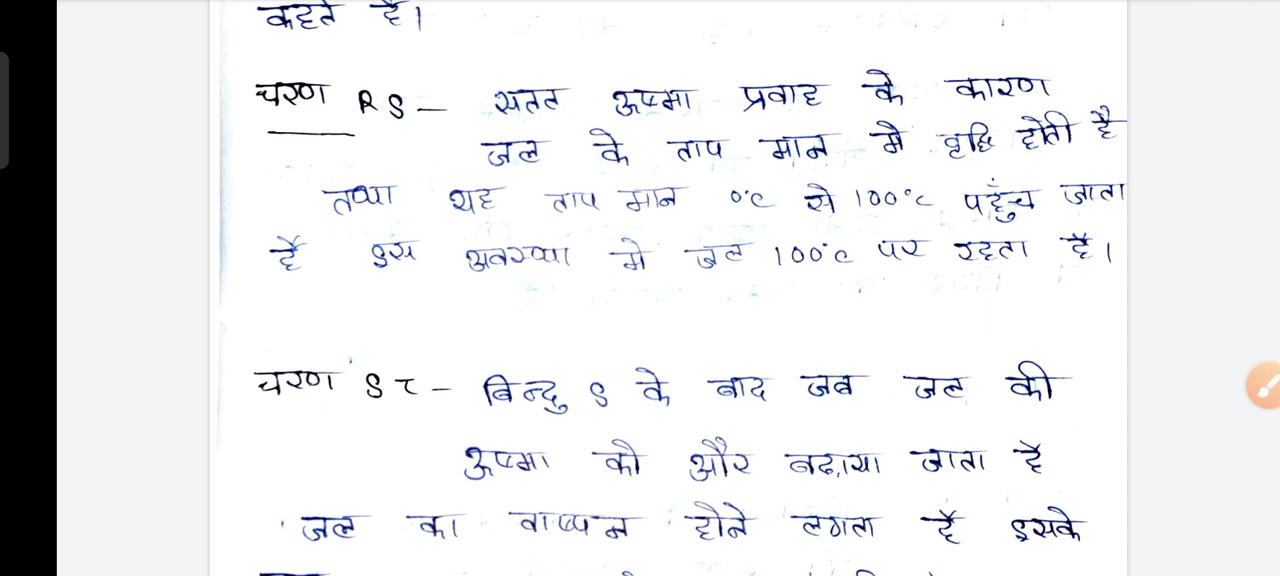 कहते हैं।
चरण RS – सतत ऊष्मा प्रवाह के कारण
जल के ताप मान मे वृद्धि होती है
तथा यह ताप मान 0°C से 100°C पहुँच जाता
हैं इस अवस्था मे जल 100°C पर रहता है।
चरण Sτ – बिन्दु S के बाद जब जल की
ऊष्मा को और बढ़ाया जाता हैं
जल का वाष्पन होने लगता हैं इसके